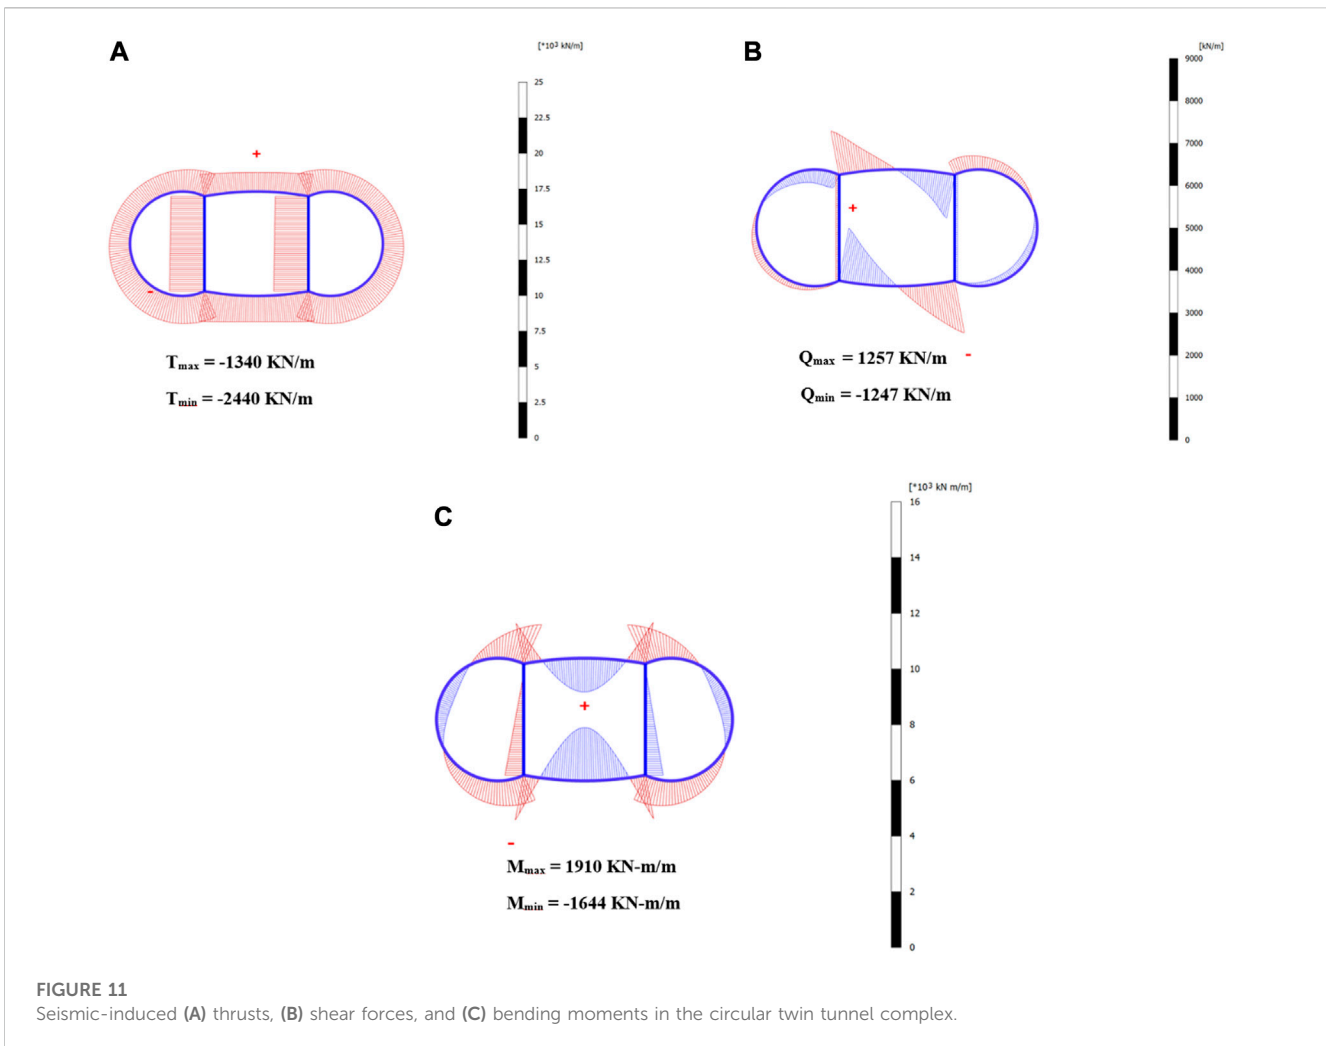 A
[*10³ kN/m]
25
22.5
20
17.5
15
12.5
10
7.5
5
2.5
0
+
-
Tmax = -1340 KN/m
Tmin = -2440 KN/m
B
[kN/m]
9000
8000
7000
6000
5000
4000
3000
2000
1000
0
+
-
Qmax = 1257 KN/m
Qmin = -1247 KN/m
C
[*10³ kN m/m]
16
14
12
10
8
6
4
2
0
+
-
Mmax = 1910 KN-m/m
Mmin = -1644 KN-m/m
FIGURE 11
Seismic-induced (A) thrusts, (B) shear forces, and (C) bending moments in the circular twin tunnel complex.